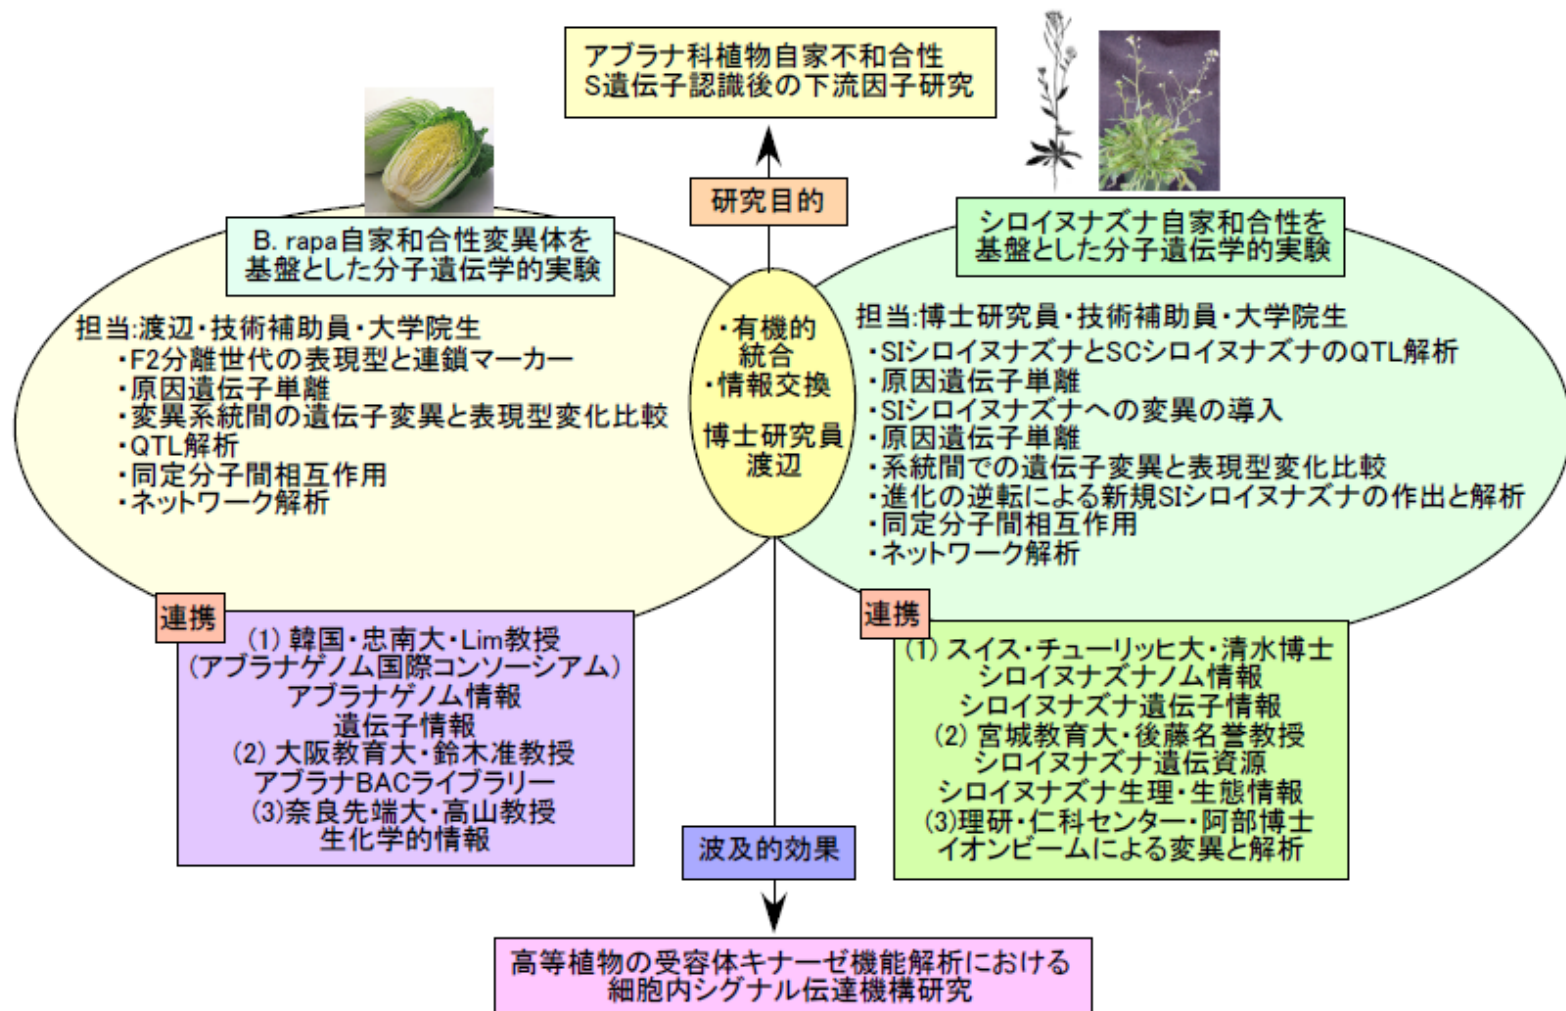 アブラナ科植物自家不和合性
S遺伝子認識後の下流因子研究
研究目的
B. rapa自家和合性変異体を
基盤とした分子遺伝学的実験
担当:渡辺・技術補助員・大学院生
・F2分離世代の表現型と連鎖マーカー
・原因遺伝子単離
・変異系統間の遺伝子変異と表現型変化比較
・QTL解析
・同定分子間相互作用
・ネットワーク解析
・有機的
統合
・情報交換
博士研究員
渡辺
シロイヌナズナ自家和合性を
基盤とした分子遺伝学的実験
担当:博士研究員・技術補助員・大学院生
・SIシロイヌナズナとSCシロイヌナズナのQTL解析
・原因遺伝子単離
・SIシロイヌナズナへの変異の導入
・原因遺伝子単離
・系統間での遺伝子変異と表現型変化比較
・進化の逆転による新規SIシロイヌナズナの作出と解析
・同定分子間相互作用
・ネットワーク解析
連携
(1) 韓国・忠南大・Lim教授
(アブラナゲノム国際コンソーシアム)
アブラナゲノム情報
遺伝子情報
(2) 大阪教育大・鈴木准教授
アブラナBACライブラリー
(3)奈良先端大・高山教授
生化学的情報
連携
(1) スイス・チューリッヒ大・清水博士
シロイヌナズナノム情報
シロイヌナズナ遺伝子情報
(2) 宮城教育大・後藤名誉教授
シロイヌナズナ遺伝資源
シロイヌナズナ生理・生態情報
(3)理研・仁科センター・阿部博士
イオンビームによる変異と解析
波及的効果
高等植物の受容体キナーゼ機能解析における
細胞内シグナル伝達機構研究